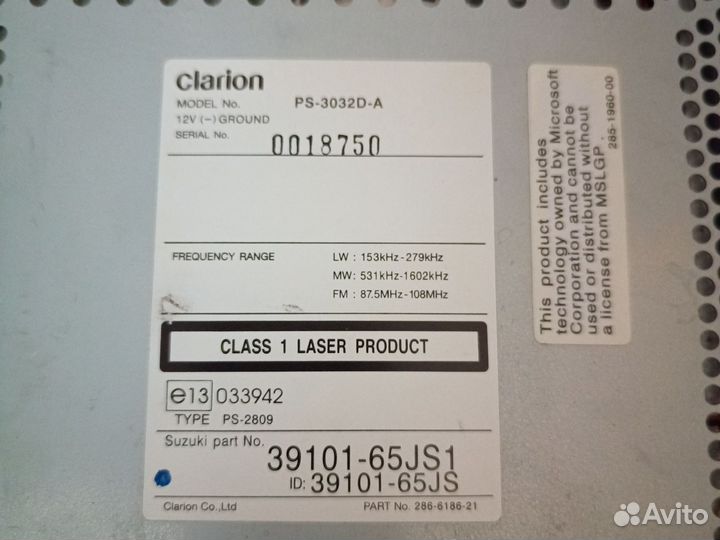 clarion
MODEL No. PS-3032D-A
12V (−) GROUND
SERIAL No. 0018750
FREQUENCY RANGE LW : 153kHz-279kHz
MW: 531kHz-1602kHz
FM : 87.5MHz-108MHz
CLASS 1 LASER PRODUCT
e13 033942
TYPE PS-2809
Suzuki part No.
39101-65JS1
ID: 39101-65JS
Clarion Co.,Ltd PART No. 286-6186-21
This product includes
technology owned by Microsoft
Corporation and cannot be
used or distributed without
a license from MSLGP.
285-1960-00
Avito